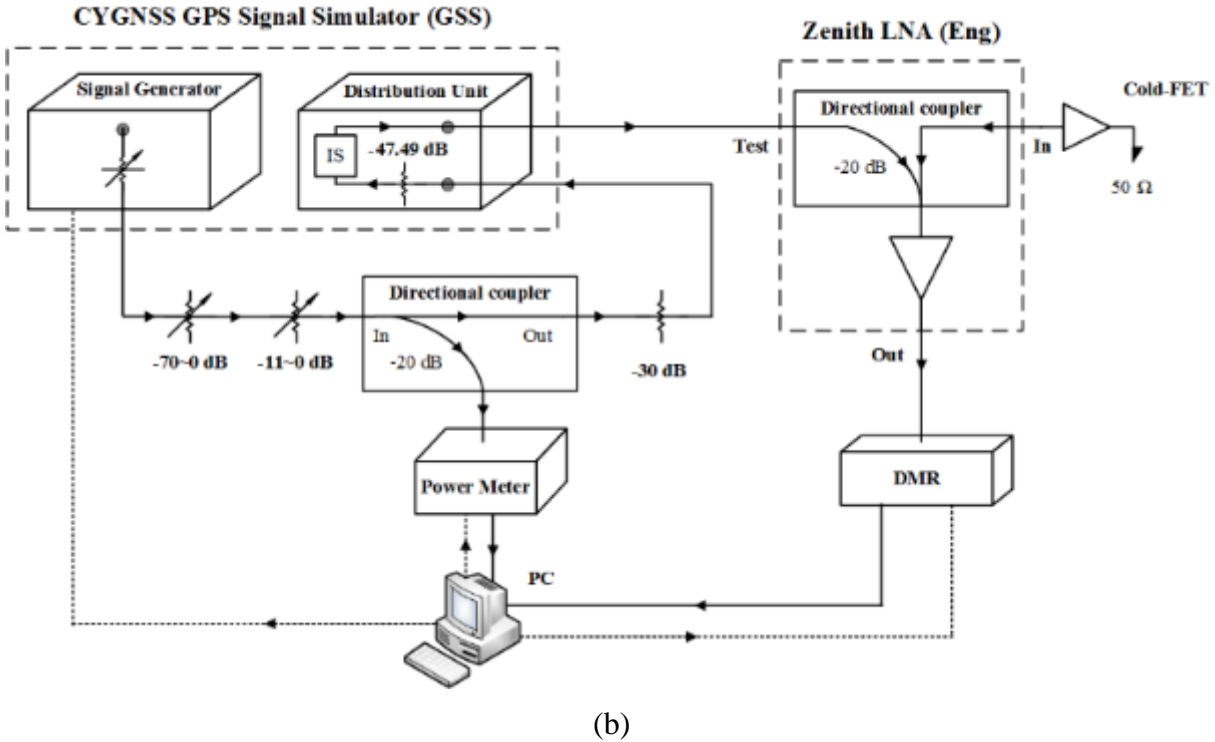 CYGNSS GPS Signal Simulator (GSS)
Zenith LNA (Eng)
Signal Generator
Distribution Unit
IS
-47.49 dB
Directional coupler
Test
-20 dB
In
Cold-FET
50 Ω
Directional coupler
In
Out
-20 dB
-70~0 dB
-11~0 dB
-30 dB
Out
Power Meter
DMR
PC
(b)